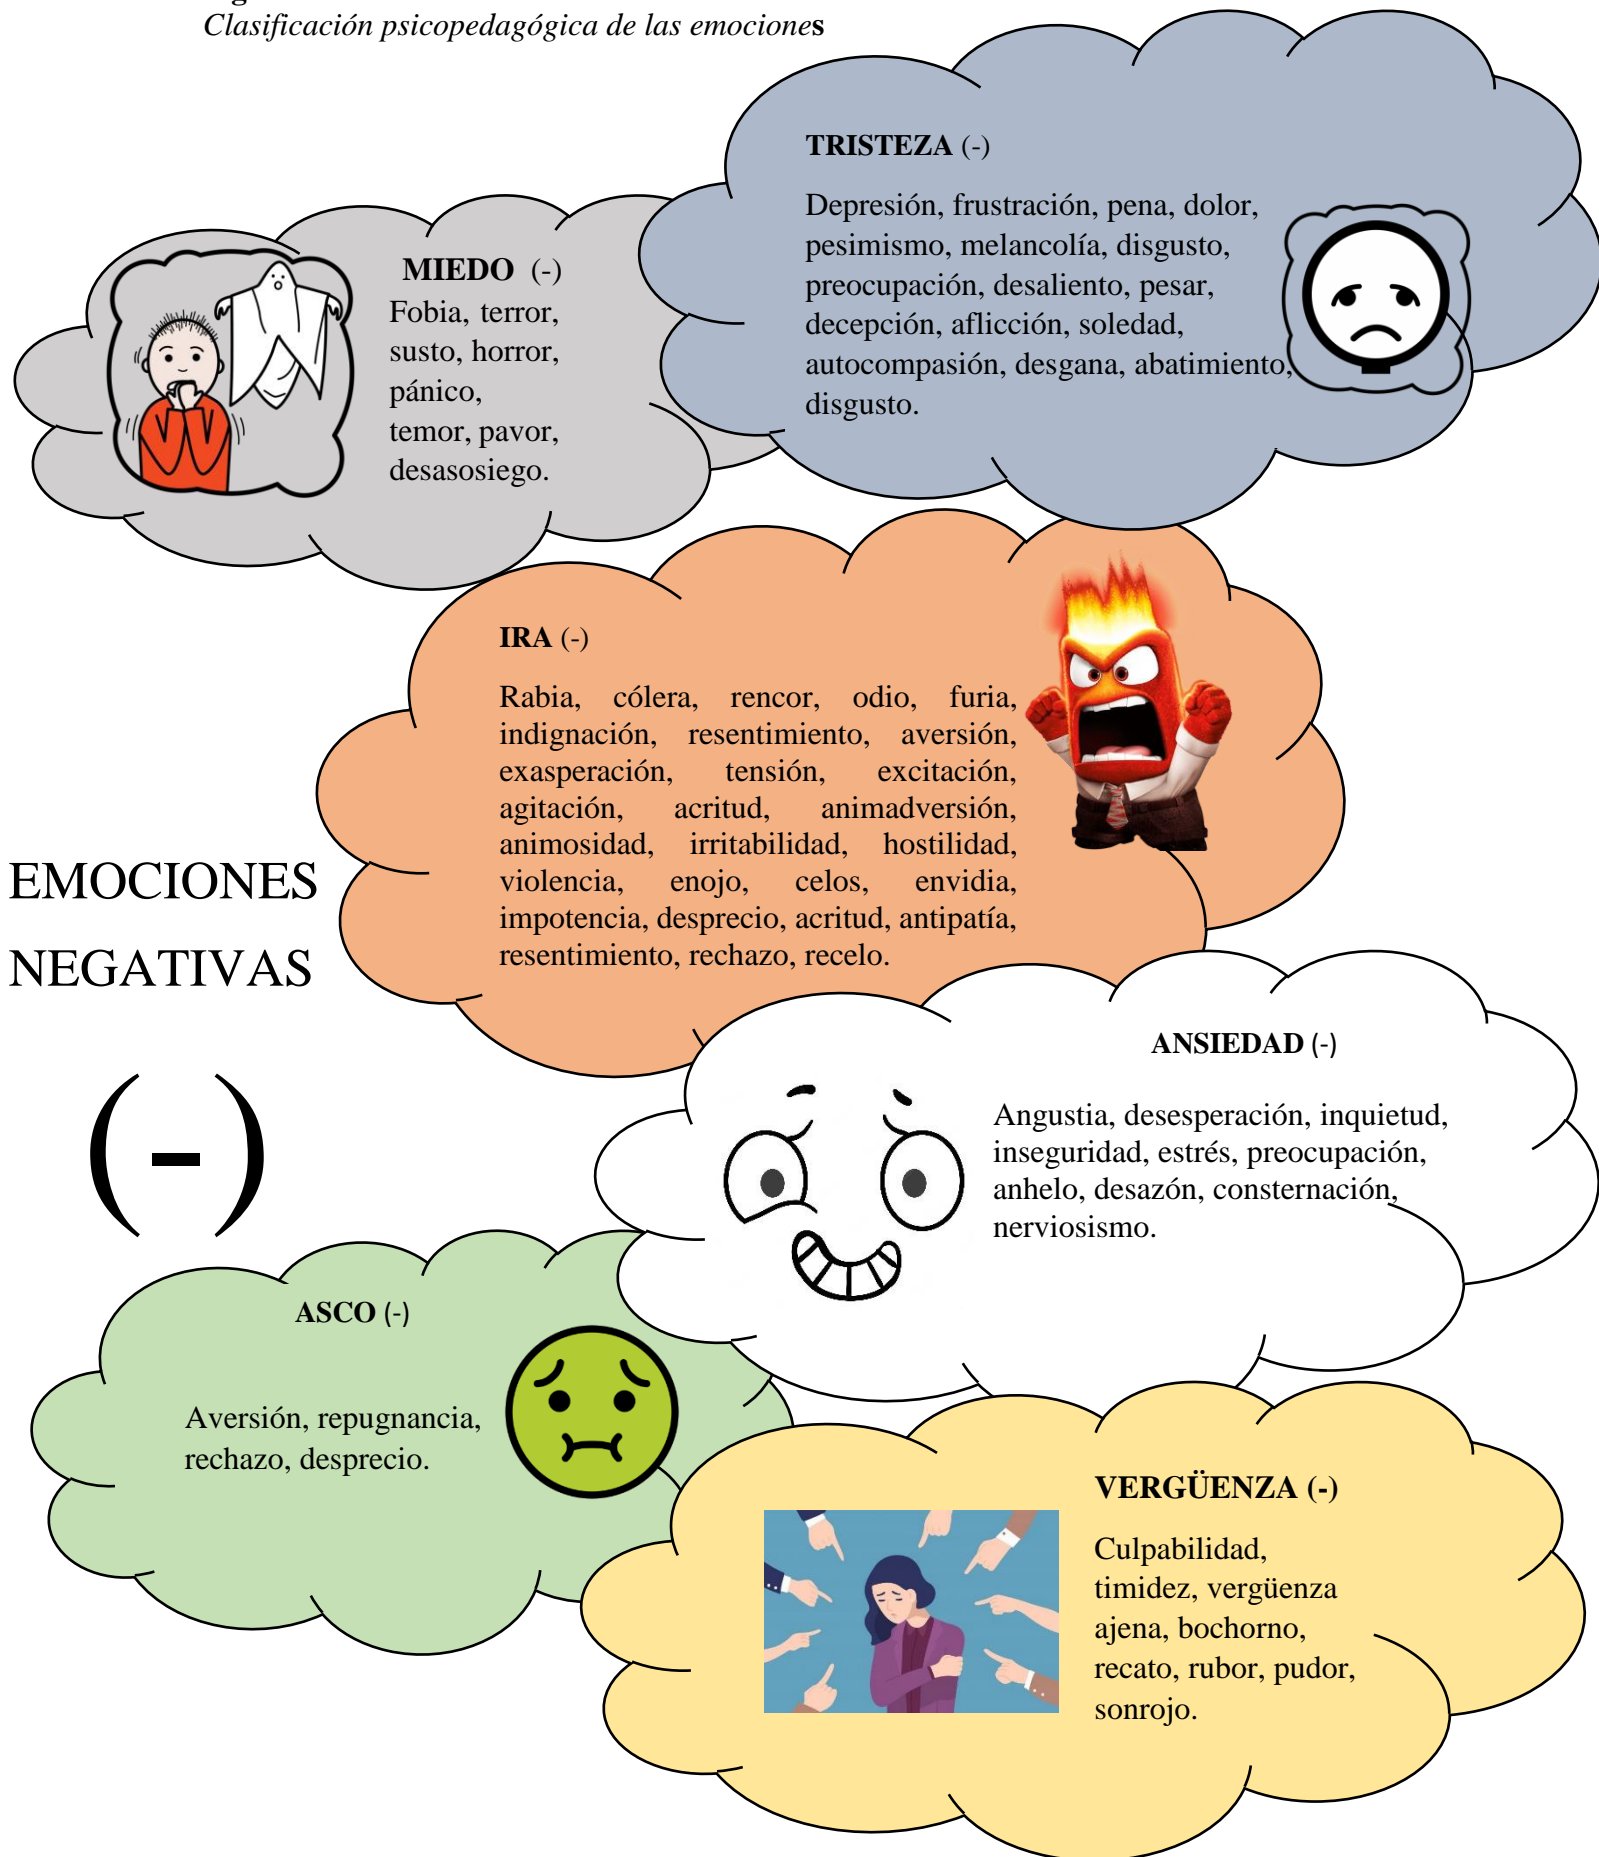 Clasificación psicopedagógica de las emociones
TRISTEZA (-)
Depresión, frustración, pena, dolor,
pesimismo, melancolía, disgusto,
preocupación, desaliento, pesar,
decepción, aflicción, soledad,
autocompasión, desgana, abatimiento,
disgusto.
MIEDO (-)
Fobia, terror,
susto, horror,
pánico,
temor, pavor,
desasosiego.
IRA (-)
Rabia, cólera, rencor, odio, furia,
indignación, resentimiento, aversión,
exasperación, tensión, excitación,
agitación, acritud, animadversión,
animosidad, irritabilidad, hostilidad,
violencia, enojo, celos, envidia,
impotencia, desprecio, acritud, antipatía,
resentimiento, rechazo, recelo.
EMOCIONES
NEGATIVAS
(-)
ANSIEDAD (-)
Angustia, desesperación, inquietud,
inseguridad, estrés, preocupación,
anhelo, desazón, consternación,
nerviosismo.
ASCO (-)
Aversión, repugnancia,
rechazo, desprecio.
VERGÜENZA (-)
Culpabilidad,
timidez, vergüenza
ajena, bochorno,
recato, rubor, pudor,
sonrojo.